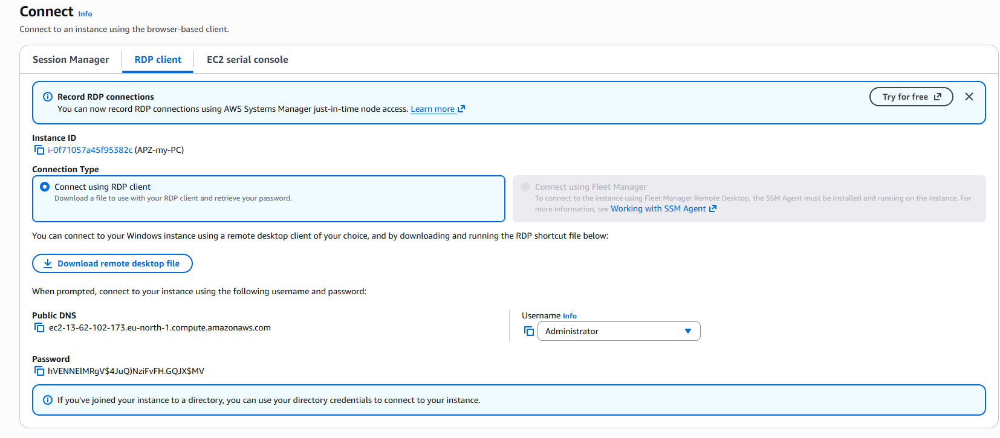 Connect Info
Connect to an instance using the browser-based client.
Session Manager
RDP client
EC2 serial console
Record RDP connections
You can now record RDP connections using AWS Systems Manager just-in-time node access. Learn more
Try for free
Instance ID
i-0f71057a45f95382c (APZ-my-PC)
Connection Type
Connect using RDP client
Download a file to use with your RDP client and retrieve your password.
Connect using Fleet Manager
To connect to the instance using Fleet Manager Remote Desktop, the SSM Agent must be installed and running on the instance. For
more information, see Working with SSM Agent
You can connect to your Windows instance using a remote desktop client of your choice, and by downloading and running the RDP shortcut file below:
Download remote desktop file
When prompted, connect to your instance using the following username and password:
Public DNS
ec2-13-62-102-173.eu-north-1.compute.amazonaws.com
Username Info
Administrator
Password
hVENNElMRgV$4JuQ)NziFvFH.GQJX$MV
If you've joined your instance to a directory, you can use your directory credentials to connect to your instance.